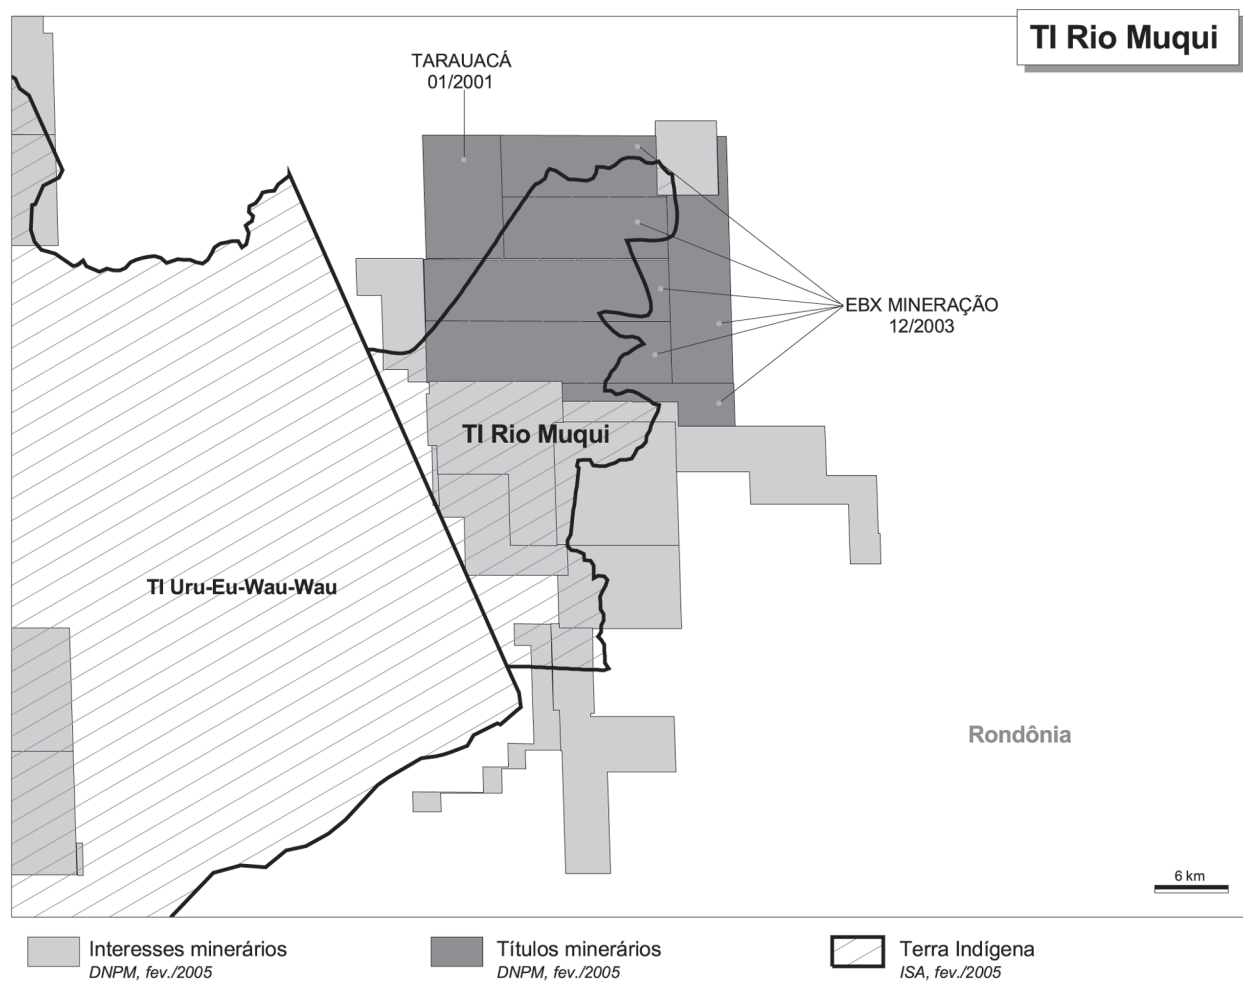 TI Rio Muqui
TARAUACÁ
01/2001
EBX MINERAÇÃO
12/2003
TI Rio Muqui
TI Uru-Eu-Wau-Wau
Rondônia
6 km
Interesses minerários
DNPM, fev./2005
Títulos minerários
DNPM, fev./2005
Terra Indígena
ISA, fev./2005